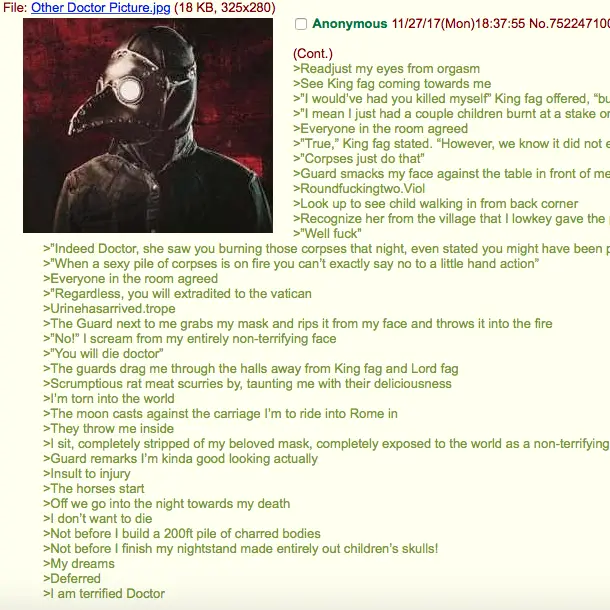 File: Other Doctor Picture.jpg (18 KB, 325x280)
Anonymous 11/27/17(Mon)18:37:55 No.752247100
(Cont.)
>Readjust my eyes from orgasm
>See King fag coming towards me
>"I would've had you killed myself" King fag offered, "bu
>"I mean I just had a couple children burnt at a stake or
>Everyone in the room agreed
>"True," King fag stated. "However, we know it did not e
>"Corpses just do that"
>Guard smacks my face against the table in front of me
>Roundfuckingtwo.Viol
>Look up to see child walking in from back corner
>Recognize her from the village that I lowkey gave the
>"Well fuck"
>"Indeed Doctor, she saw you burning those corpses that night, even stated you might have been p
>"When a sexy pile of corpses is on fire you can't exactly say no to a little hand action"
>Everyone in the room agreed
>"Regardless, you will extradited to the vatican
>Urinehasarrived.trope
>The Guard next to me grabs my mask and rips it from my face and throws it into the fire
>"No!" I scream from my entirely non-terrifying face
>"You will die doctor"
>The guards drag me through the halls away from King fag and Lord fag
>Scrumptious rat meat scurries by, taunting me with their deliciousness
>I'm torn into the world
>The moon casts against the carriage I'm to ride into Rome in
>They throw me inside
>I sit, completely stripped of my beloved mask, completely exposed to the world as a non-terrifying
>Guard remarks I'm kinda good looking actually
>Insult to injury
>The horses start
>Off we go into the night towards my death
>I don't want to die
>Not before I build a 200ft pile of charred bodies
>Not before I finish my nightstand made entirely out children's skulls!
>My dreams
>Deferred
>I am terrified Doctor